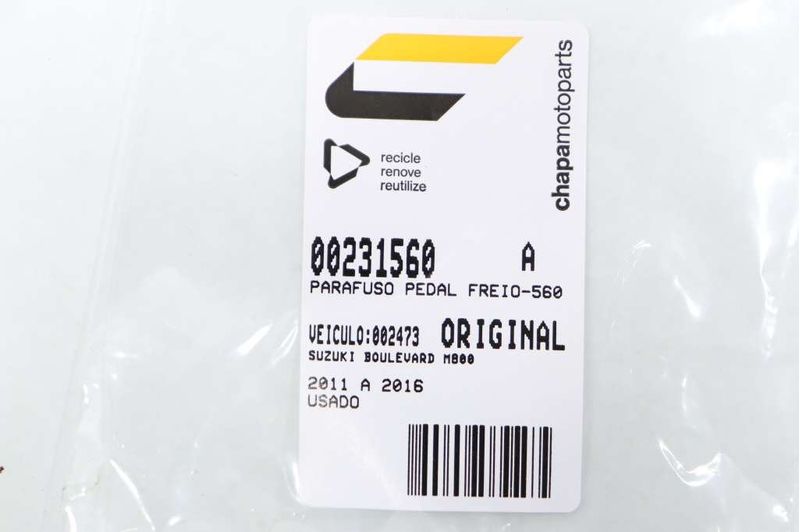 chapamotoparts
recicle
renove
reutilize
00231560 A
PARAFUSO PEDAL FREIO-560
VEICULO:002473 ORIGINAL
SUZUKI BOULEVARD M800
2011 A 2016
USADO